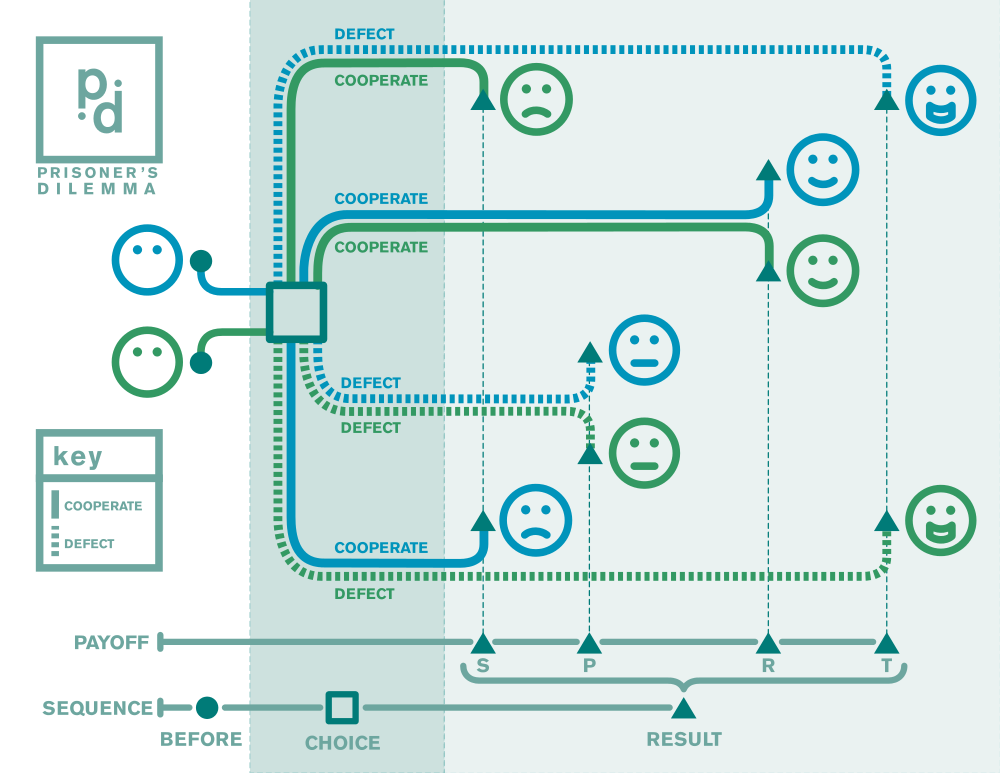 pd
PRISONER'S
DILEMMA
DEFECT
COOPERATE
COOPERATE
COOPERATE
DEFECT
DEFECT
COOPERATE
DEFECT
key
COOPERATE
DEFECT
PAYOFF
S P R T
SEQUENCE
BEFORE CHOICE RESULT